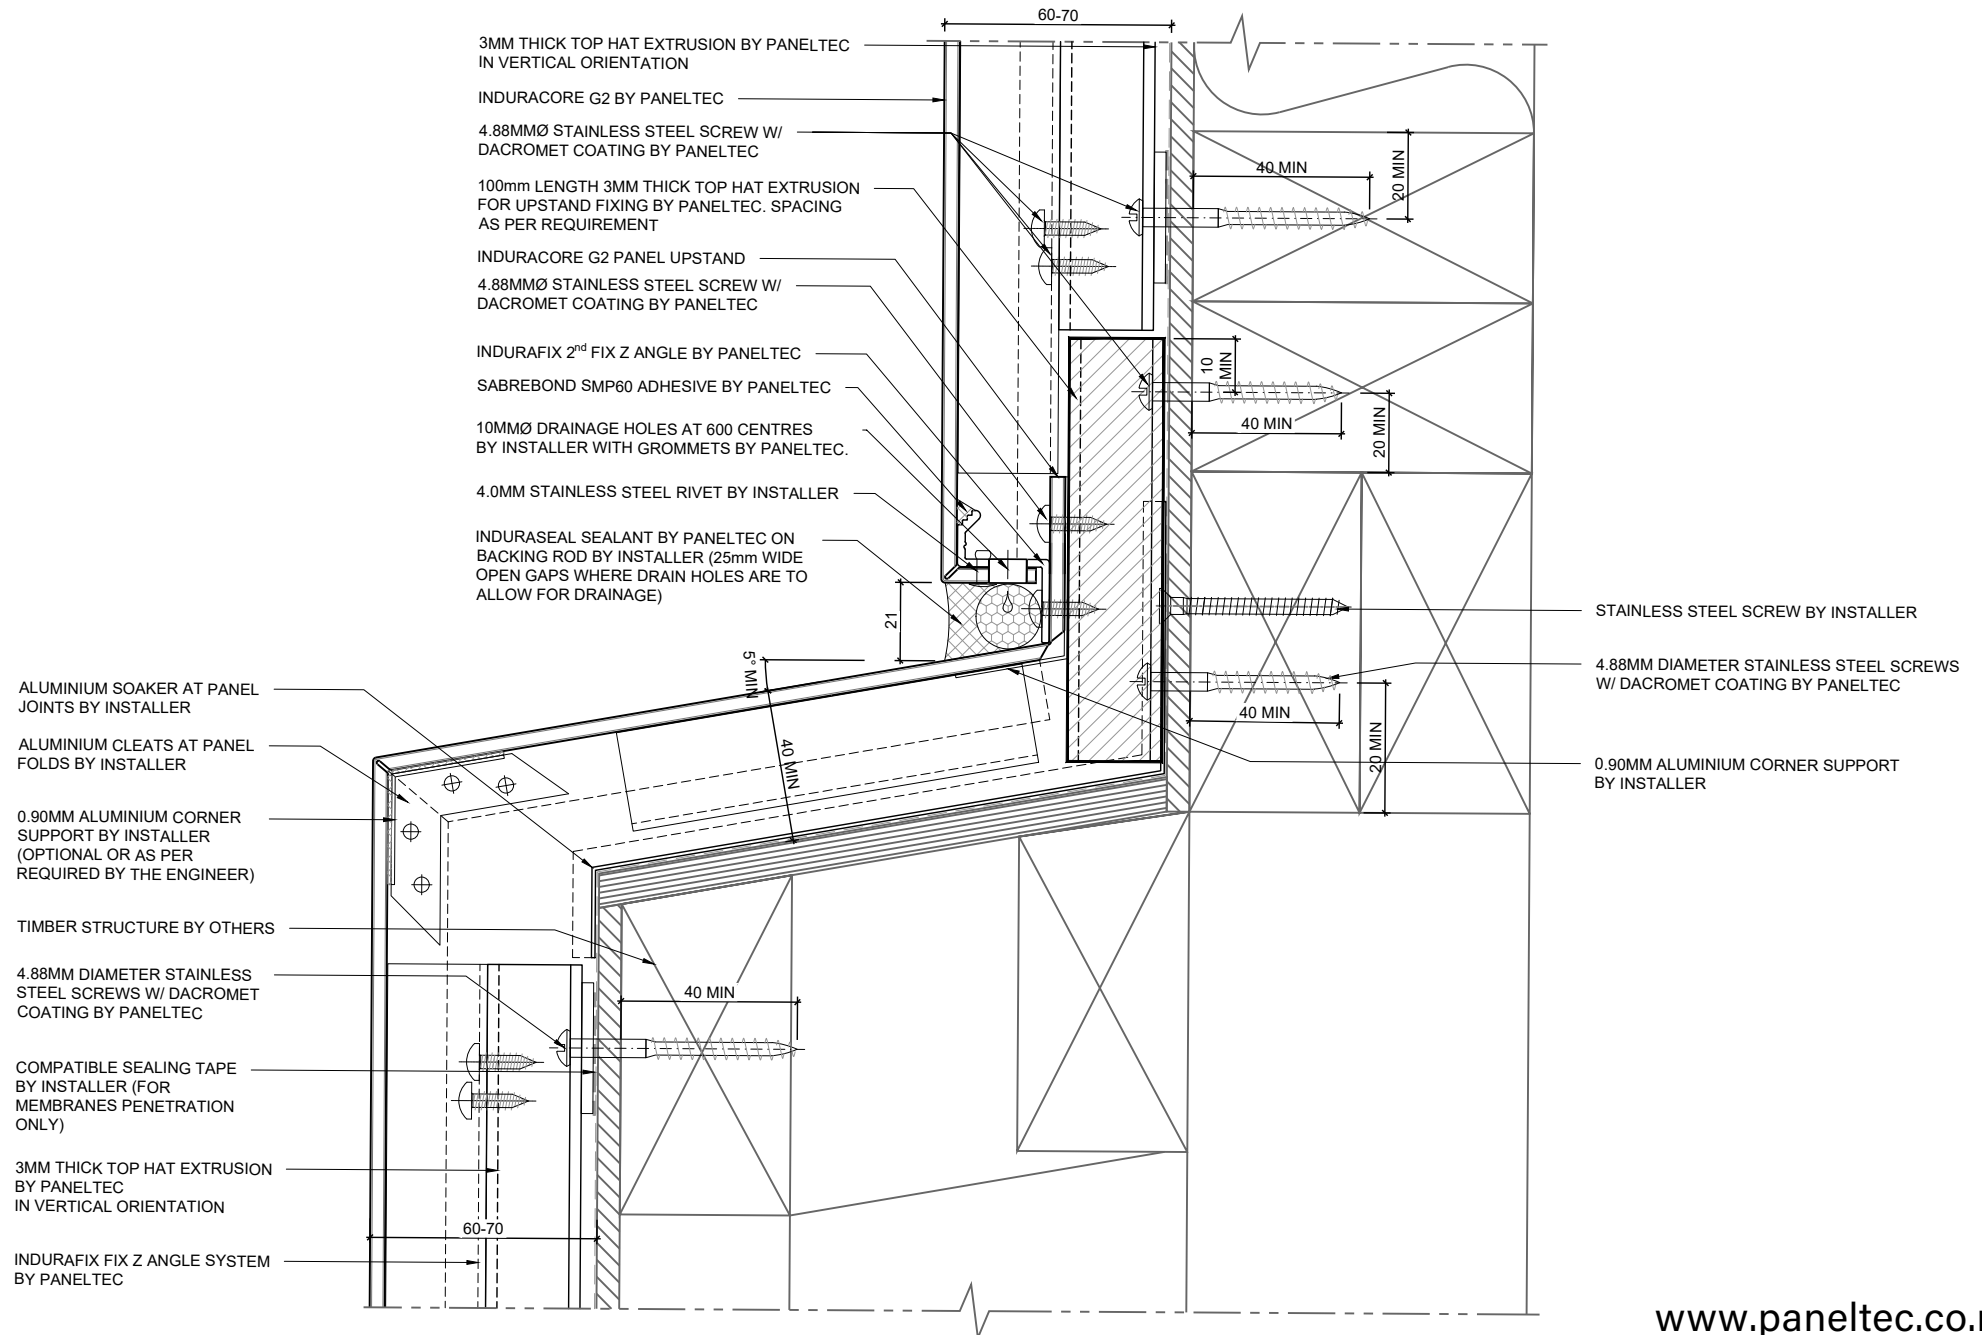 60-70
3MM THICK TOP HAT EXTRUSION BY PANELTEC
IN VERTICAL ORIENTATION
INDURACORE G2 BY PANELTEC
4.88MMØ STAINLESS STEEL SCREW W/
DACROMET COATING BY PANELTEC
100mm LENGTH 3MM THICK TOP HAT EXTRUSION
FOR UPSTAND FIXING BY PANELTEC. SPACING
AS PER REQUIREMENT
INDURACORE G2 PANEL UPSTAND
4.88MMØ STAINLESS STEEL SCREW W/
DACROMET COATING BY PANELTEC
INDURAFIX 2nd FIX Z ANGLE BY PANELTEC
SABREBOND SMP60 ADHESIVE BY PANELTEC
10MMØ DRAINAGE HOLES AT 600 CENTRES
BY INSTALLER WITH GROMMETS BY PANELTEC.
4.0MM STAINLESS STEEL RIVET BY INSTALLER
INDURASEAL SEALANT BY PANELTEC ON
BACKING ROD BY INSTALLER (25mm WIDE
OPEN GAPS WHERE DRAIN HOLES ARE TO
ALLOW FOR DRAINAGE)
40 MIN
20 MIN
10
MIN
40 MIN
20 MIN
21
5° MIN
40 MIN
40 MIN
20 MIN
STAINLESS STEEL SCREW BY INSTALLER
4.88MM DIAMETER STAINLESS STEEL SCREWS
W/ DACROMET COATING BY PANELTEC
0.90MM ALUMINIUM CORNER SUPPORT
BY INSTALLER
ALUMINIUM SOAKER AT PANEL
JOINTS BY INSTALLER
ALUMINIUM CLEATS AT PANEL
FOLDS BY INSTALLER
0.90MM ALUMINIUM CORNER
SUPPORT BY INSTALLER
(OPTIONAL OR AS PER
REQUIRED BY THE ENGINEER)
TIMBER STRUCTURE BY OTHERS
4.88MM DIAMETER STAINLESS
STEEL SCREWS W/ DACROMET
COATING BY PANELTEC
40 MIN
COMPATIBLE SEALING TAPE
BY INSTALLER (FOR
MEMBRANES PENETRATION
ONLY)
3MM THICK TOP HAT EXTRUSION
BY PANELTEC
IN VERTICAL ORIENTATION
60-70
INDURAFIX FIX Z ANGLE SYSTEM
BY PANELTEC
www.paneltec.co.